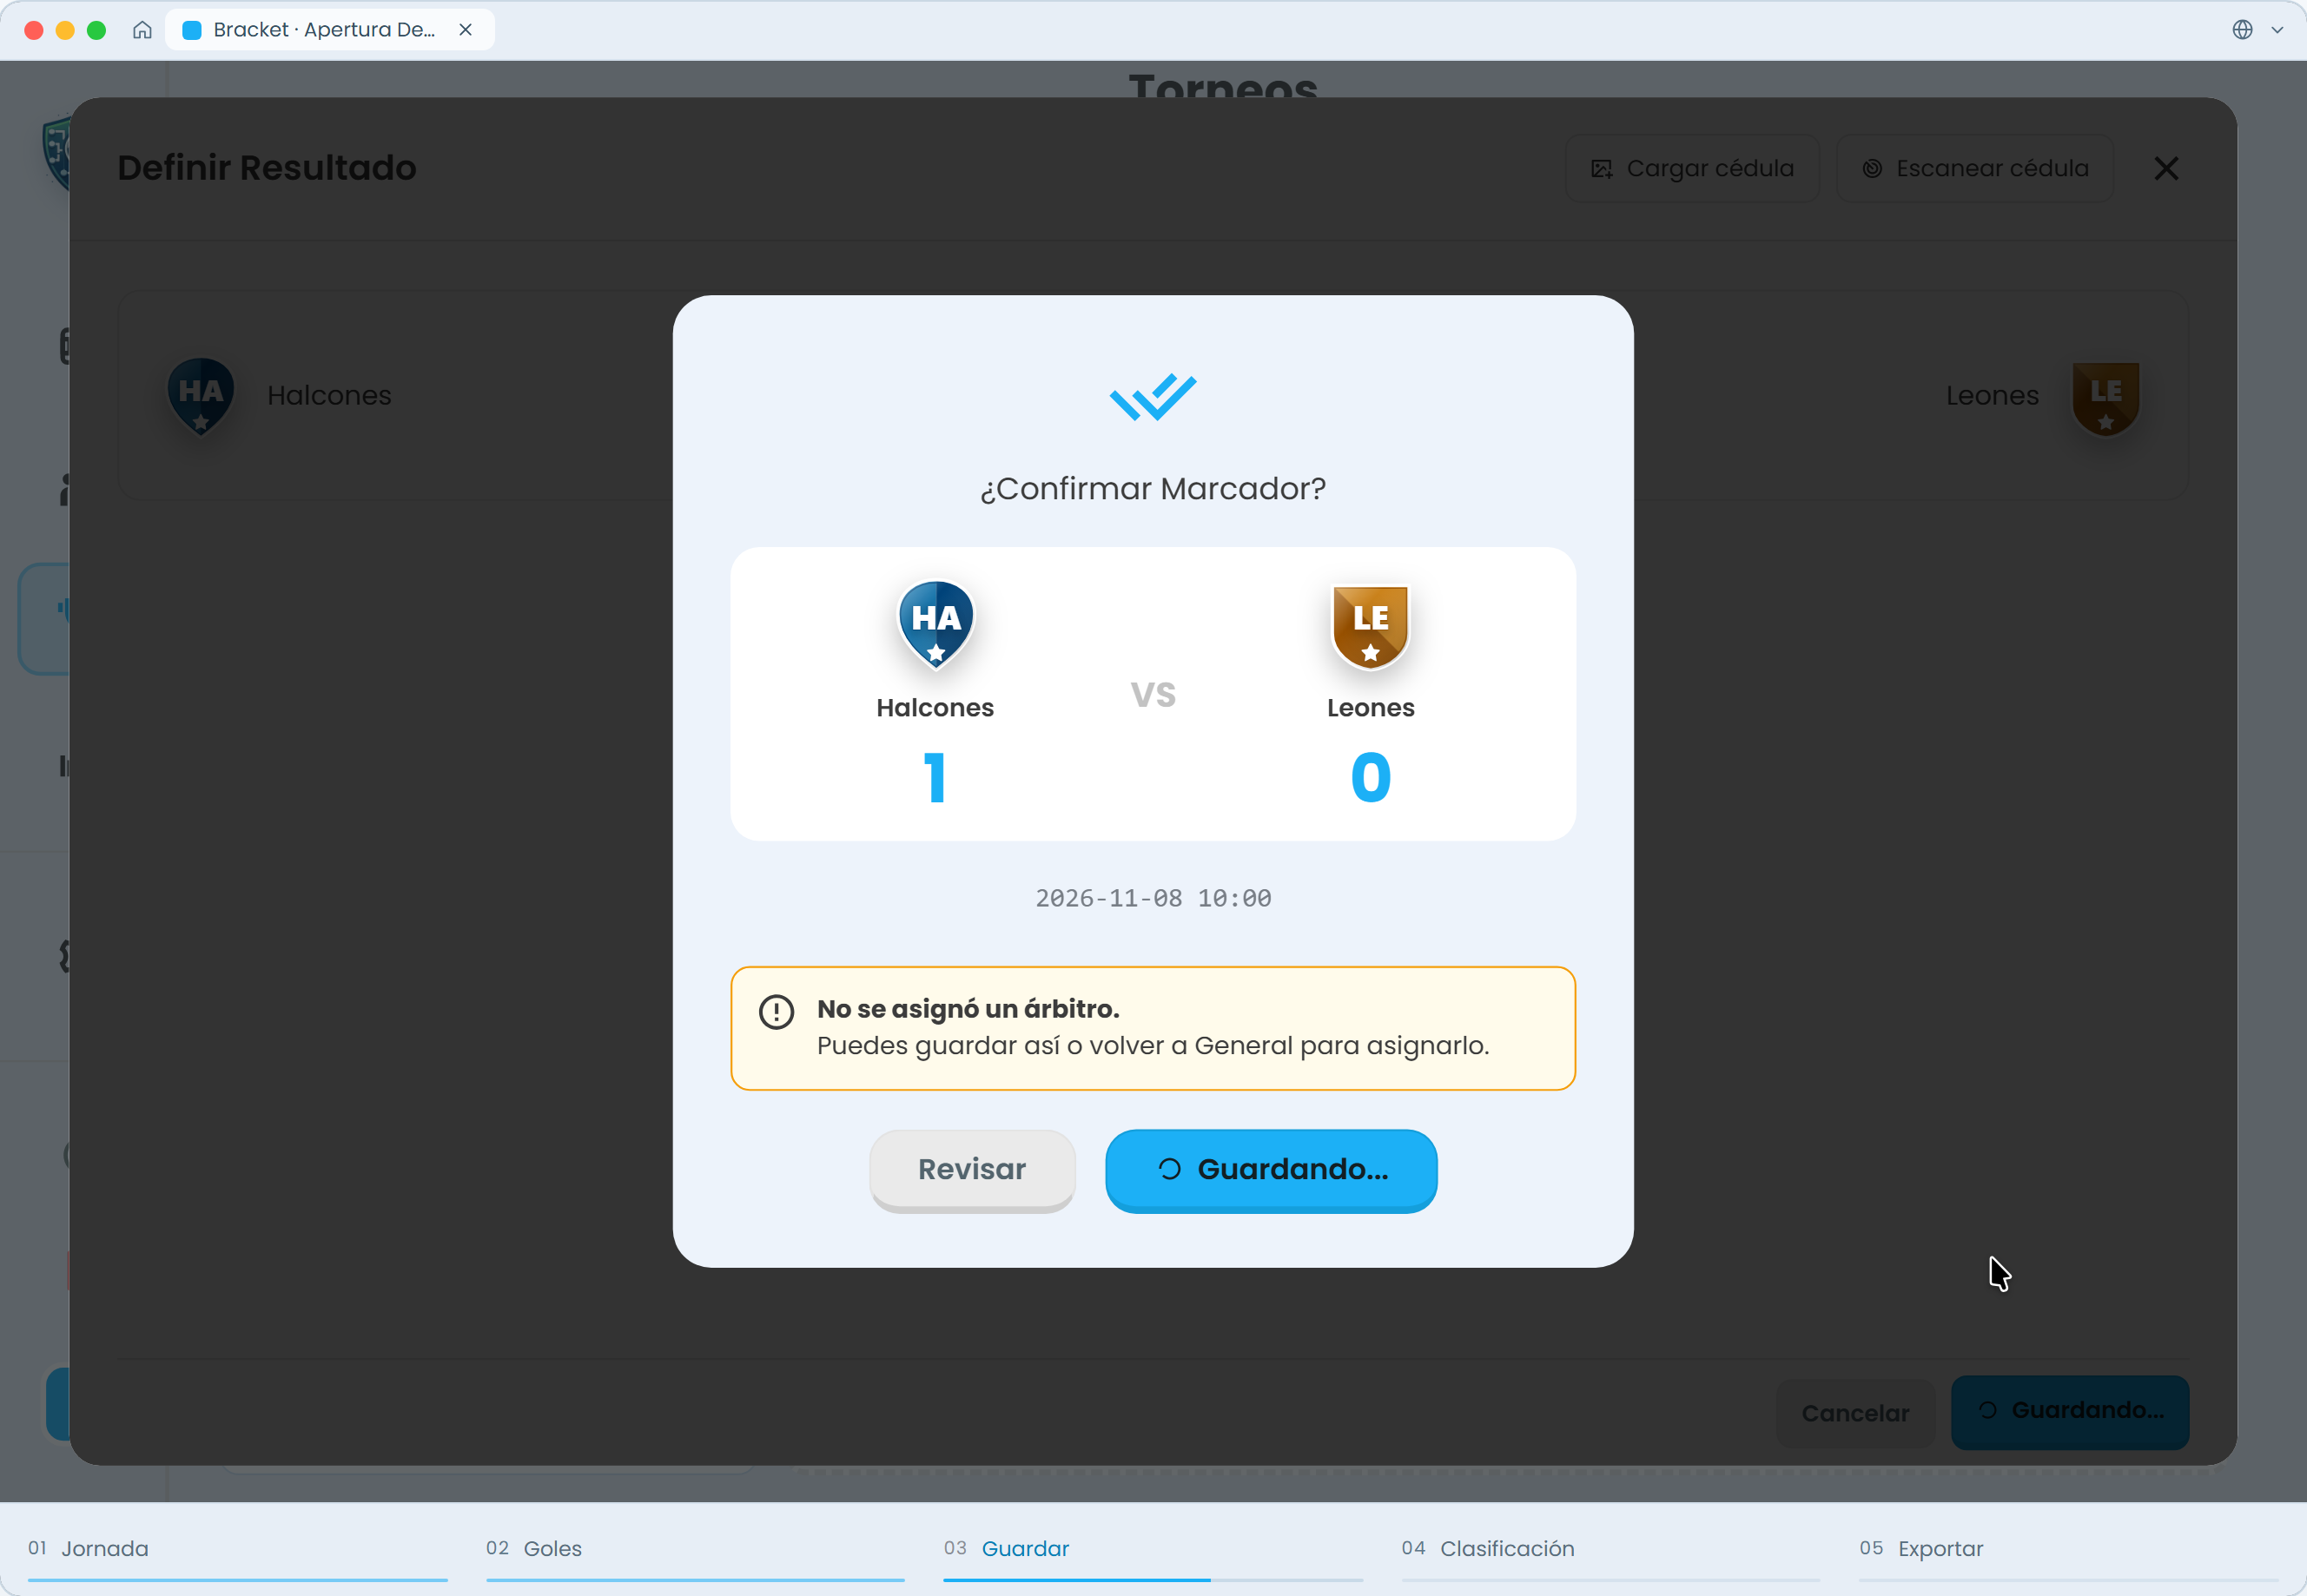 Bracket · Apertura De...
Torneos
Definir Resultado
Cargar cédula
Escanear cédula
HA
Halcones
Leones
LE
¿Confirmar Marcador?
HA
LE
Halcones
VS
Leones
1
0
2026-11-08 10:00
No se asignó un árbitro.
Puedes guardar así o volver a General para asignarlo.
Revisar
Guardando...
Cancelar
Guardando...
01 Jornada
02 Goles
03 Guardar
04 Clasificación
05 Exportar